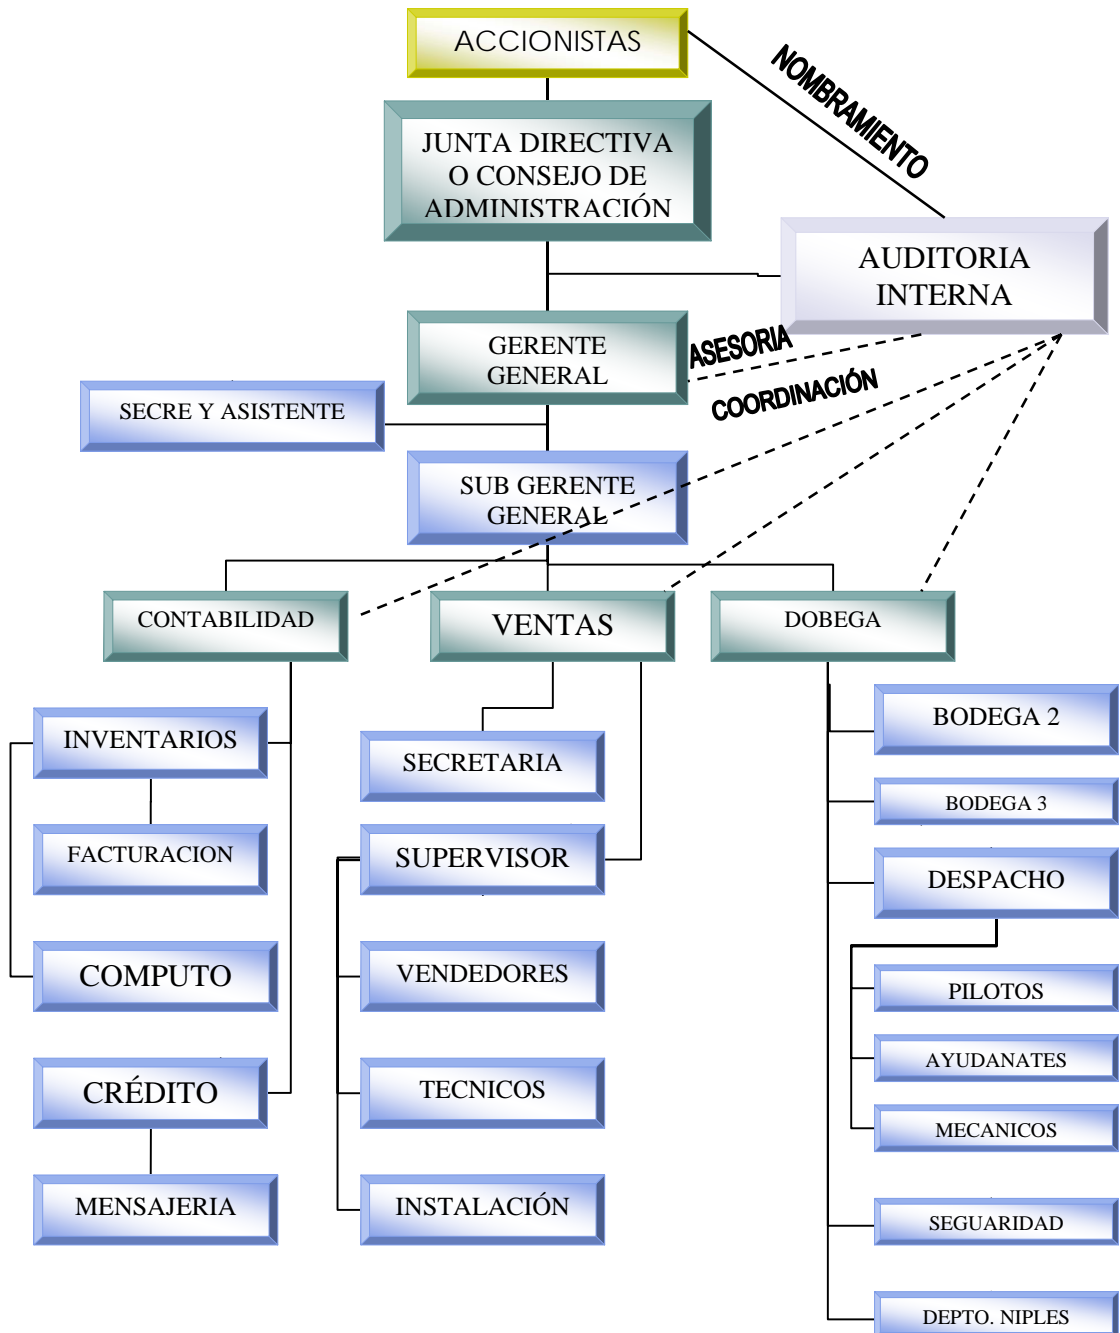 ACCIONISTAS
NOMBRAMIENTO
JUNTA DIRECTIVA
O CONSEJO DE
ADMINISTRACIÓN
AUDITORIA
INTERNA
GERENTE
GENERAL
ASESORIA
COORDINACIÓN
SECRE Y ASISTENTE
SUB GERENTE
GENERAL
CONTABILIDAD
VENTAS
DOBEGA
INVENTARIOS
FACTURACION
COMPUTO
CRÉDITO
MENSAJERIA
SECRETARIA
SUPERVISOR
VENDEDORES
TECNICOS
INSTALACIÓN
BODEGA 2
BODEGA 3
DESPACHO
PILOTOS
AYUDANATES
MECANICOS
SEGUARIDAD
DEPTO. NIPLES